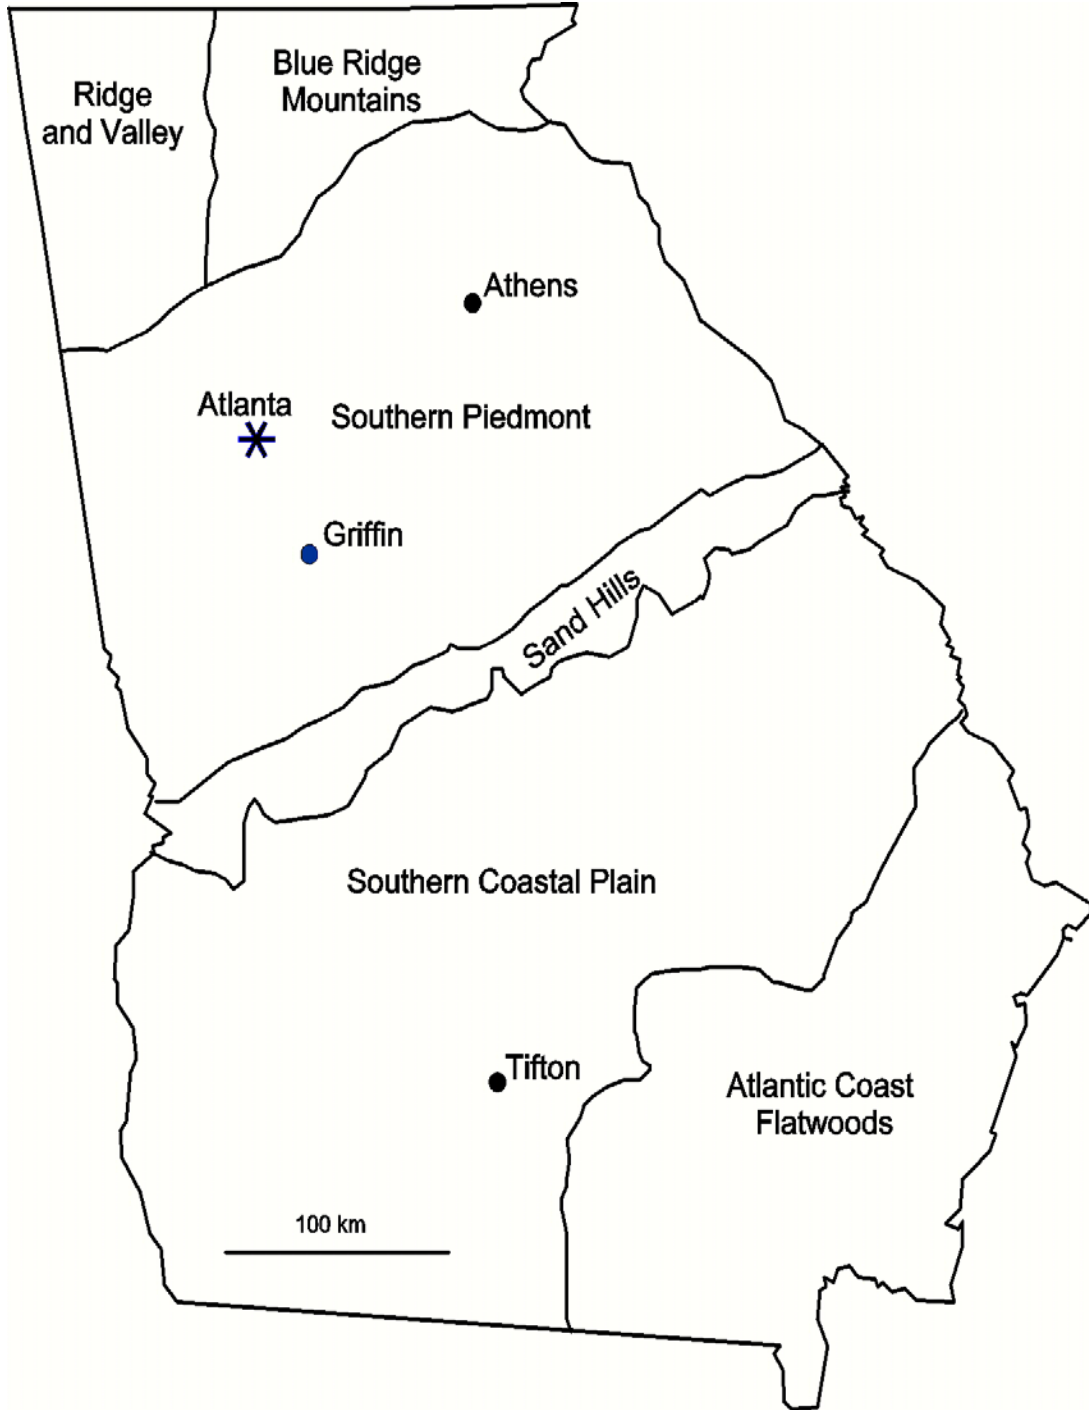 Blue Ridge
Mountains
Ridge
and Valley
Athens
Atlanta
Southern Piedmont
Griffin
Sand Hills
Southern Coastal Plain
Tifton
Atlantic Coast
Flatwoods
100 km